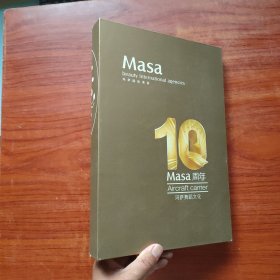 Masa
beauty international agencies
10
Masa 周年
Aircraft carrier